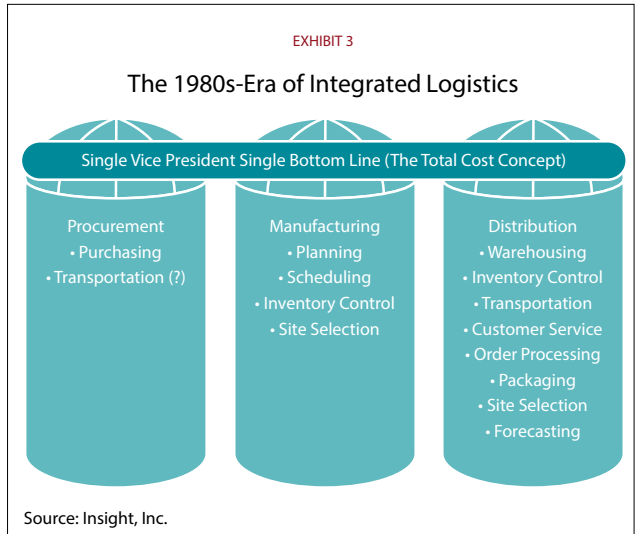 EXHIBIT 3
The 1980s-Era of Integrated Logistics
Single Vice President Single Bottom Line (The Total Cost Concept)
Procurement
• Purchasing
• Transportation (?)
Manufacturing
• Planning
• Scheduling
• Inventory Control
• Site Selection
Distribution
• Warehousing
• Inventory Control
• Transportation
• Customer Service
• Order Processing
• Packaging
• Site Selection
• Forecasting
Source: Insight, Inc.